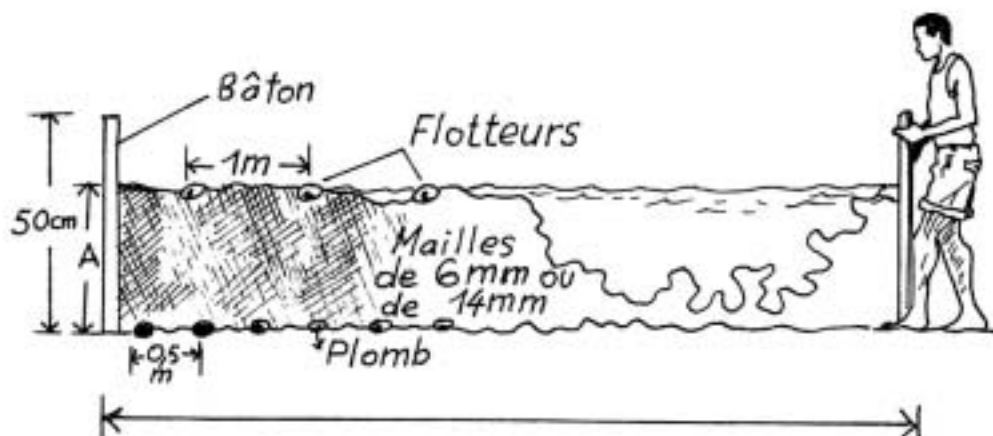 Bâton
Flotteurs
1m
50cm
A
Mailles
de 6mm ou
de 14mm
Plomb
0,5
m